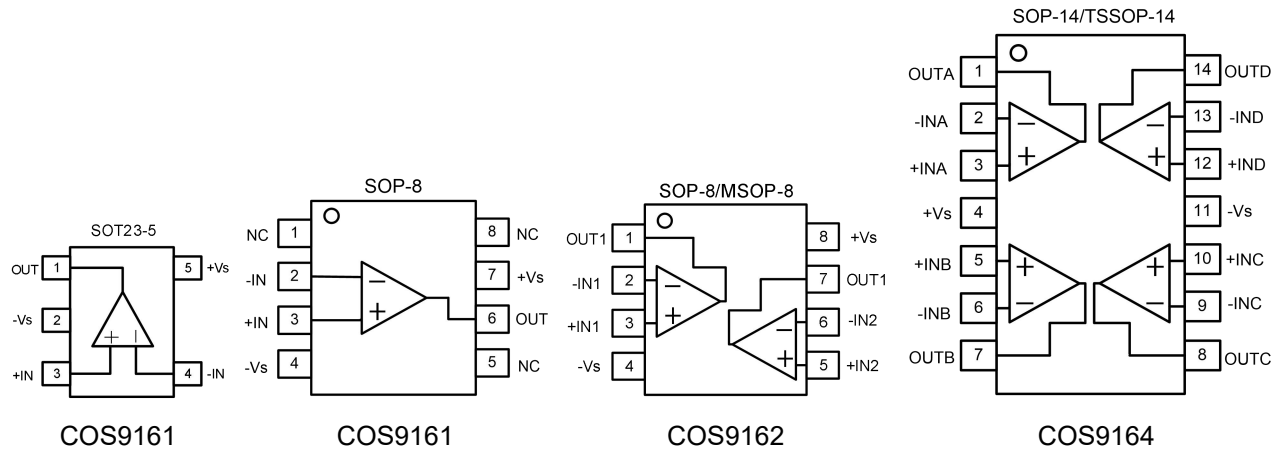 SOT23-5
OUT 1 5 +Vs
-Vs 2
+IN 3 4 -IN
+ -
COS9161
SOP-8
NC 1 8 NC
-IN 2 7 +Vs
+IN 3 6 OUT
-Vs 4 5 NC
-
+
COS9161
SOP-8/MSOP-8
OUT1 1 8 +Vs
-IN1 2 7 OUT1
+IN1 3 6 -IN2
-Vs 4 5 +IN2
- -
+ +
COS9162
SOP-14/TSSOP-14
OUTA 1 14 OUTD
-INA 2 - - 13 -IND
+INA 3 + + 12 +IND
+Vs 4 11 -Vs
+INB 5 + + 10 +INC
-INB 6 - - 9 -INC
OUTB 7 8 OUTC
COS9164